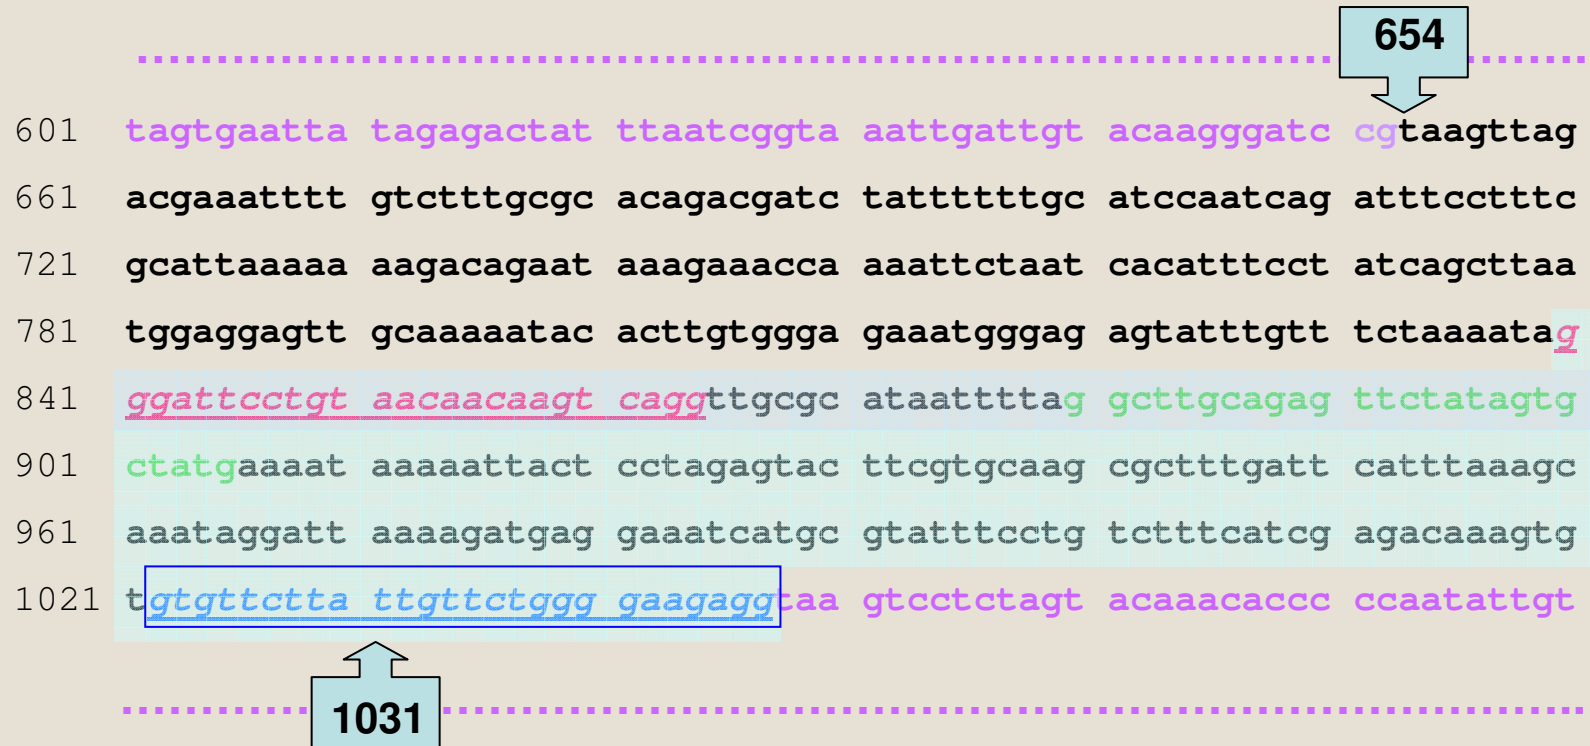 654
601 tagtgaatta tagagactat ttaatcggta aattgattgt acaagggatc cgtaagttag
661 acgaaatttt gtctttgcgc acagacgatc tattttttgc atccaatcag atttcctttc
721 gcattaaaaa aagacagaat aaagaaacca aaattctaat cacatttcct atcagcttaa
781 tggaggagtt gcaaaaatac acttgtggga gaaatgggag agtatttgtt tctaaaatag
841 ggattcctgt aacaacaagt caggttgcgc ataattttag gcttgcagag ttctatagtg
901 ctatgaaaat aaaaattact cctagagtac ttcgtgcaag cgctttgatt catttaaagc
961 aaataggatt aaaagatgag gaaatcatgc gtatttcctg tctttcatcg agacaaagtg
1021 tgtgttctta ttgttctggg gaagaggtaa gtcctctagt acaaacaccc ccaatattgt
1031